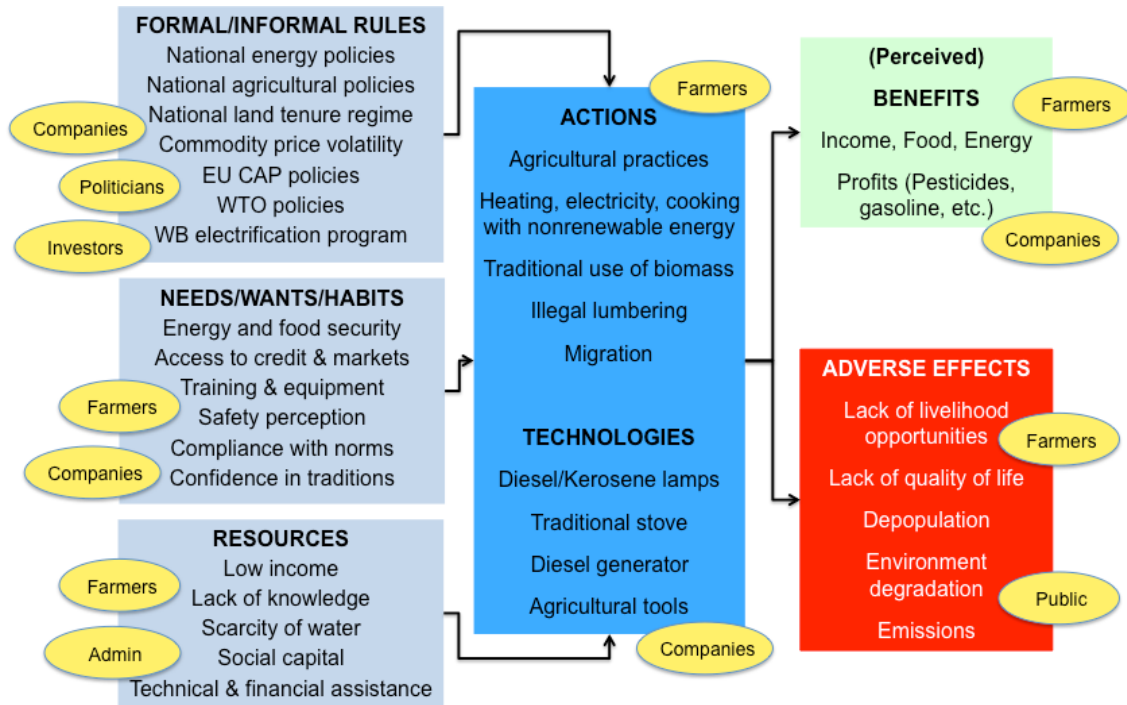 FORMAL/INFORMAL RULES
National energy policies
National agricultural policies
National land tenure regime
Commodity price volatility
EU CAP policies
WTO policies
WB electrification program
Companies
Politicians
Investors
NEEDS/WANTS/HABITS
Energy and food security
Access to credit & markets
Training & equipment
Safety perception
Compliance with norms
Confidence in traditions
Farmers
Companies
RESOURCES
Low income
Lack of knowledge
Scarcity of water
Social capital
Technical & financial assistance
Farmers
Admin
Farmers
ACTIONS
Agricultural practices
Heating, electricity, cooking
with nonrenewable energy
Traditional use of biomass
Illegal lumbering
Migration
TECHNOLOGIES
Diesel/Kerosene lamps
Traditional stove
Diesel generator
Agricultural tools
Companies
(Perceived)
BENEFITS
Income, Food, Energy
Profits (Pesticides,
gasoline, etc.)
Farmers
Companies
ADVERSE EFFECTS
Lack of livelihood
opportunities
Lack of quality of life
Depopulation
Environment
degradation
Emissions
Farmers
Public